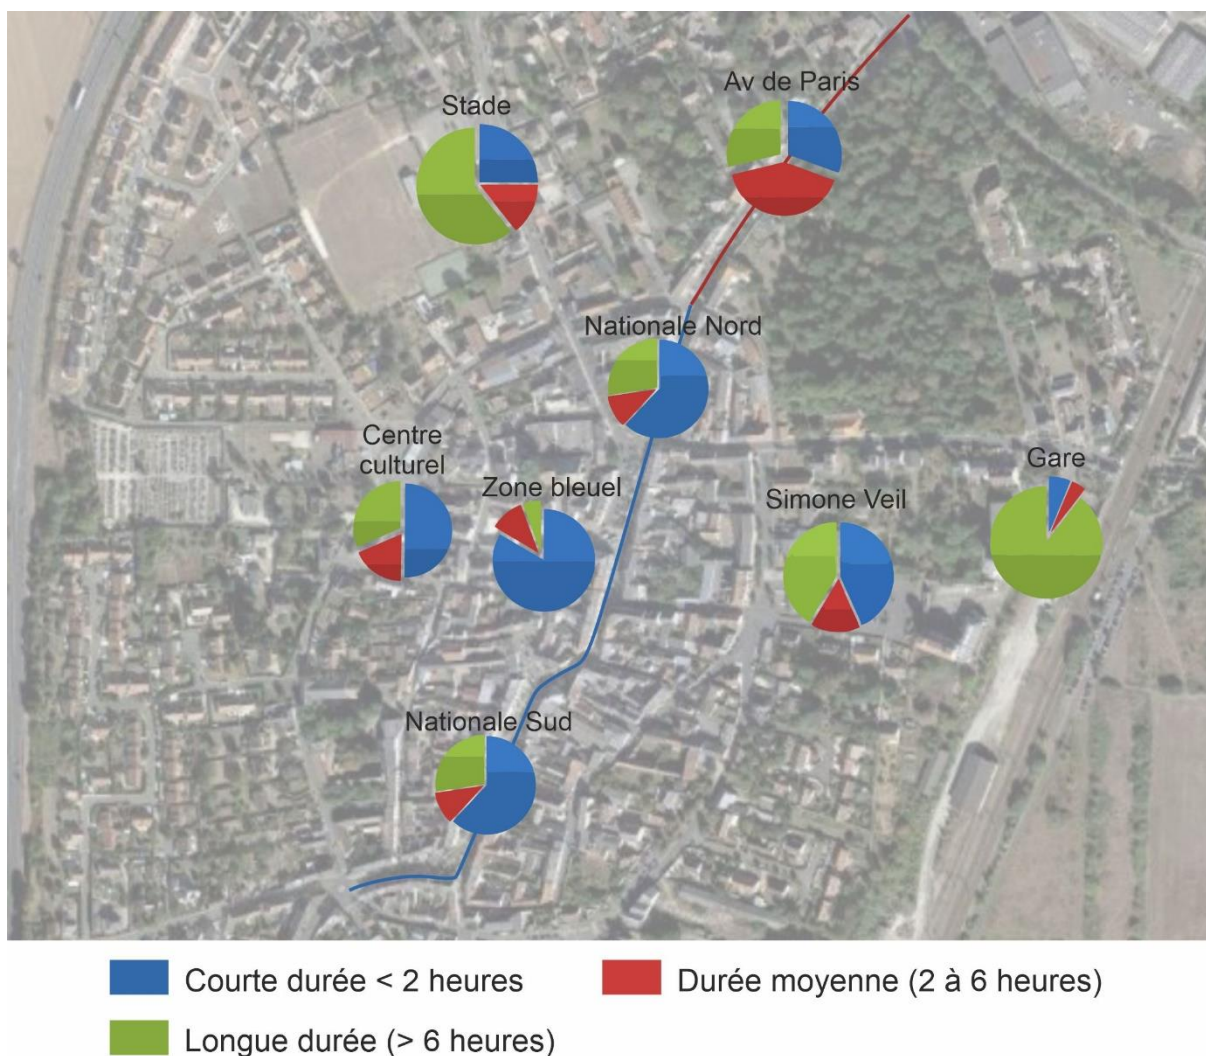 Av de Paris
Stade
Nationale Nord
Centre
culturel
Zone bleuel
Simone Veil
Gare
Nationale Sud
Courte durée < 2 heures
Durée moyenne (2 à 6 heures)
Longue durée (> 6 heures)